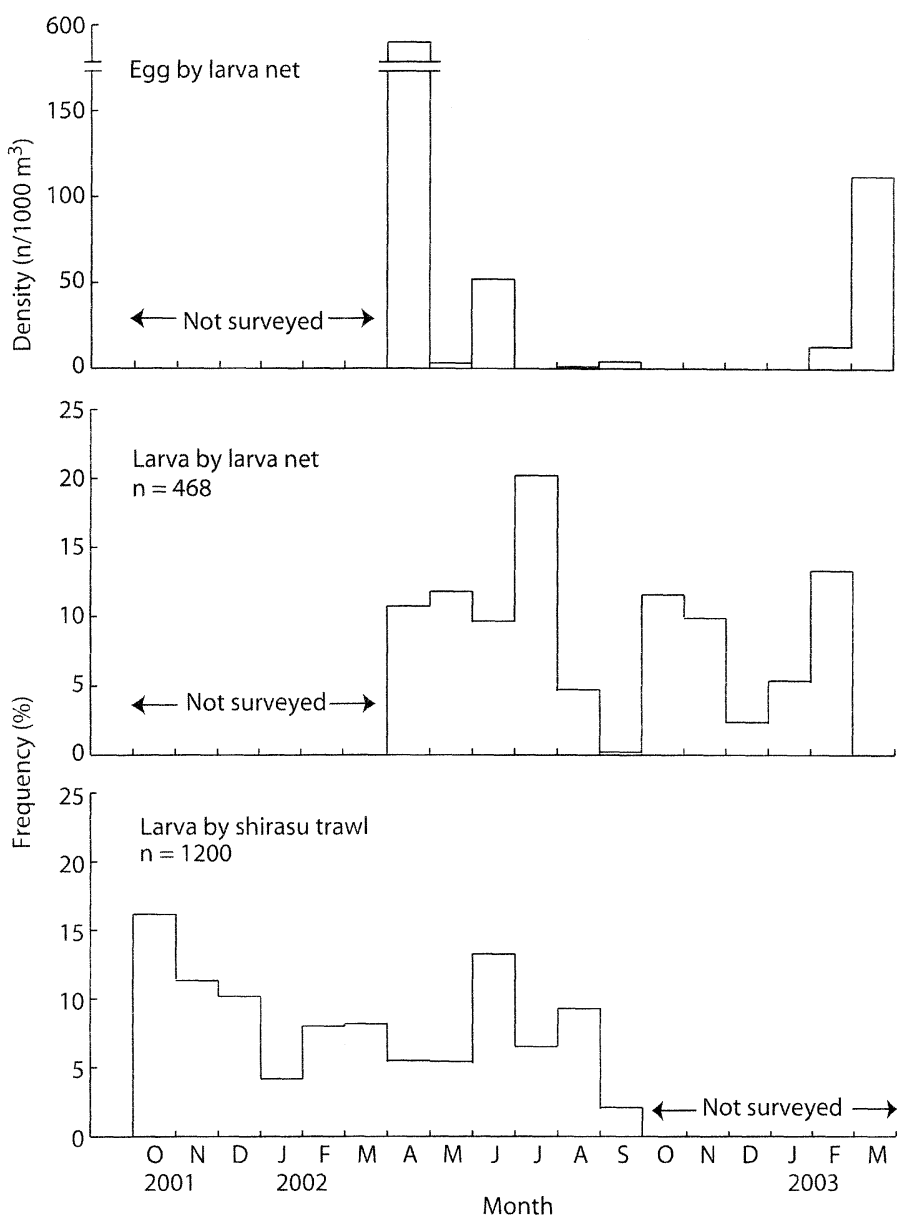 600
Egg by larva net
150
100
50
0
Density (n/1000 m³)
Not surveyed
25
20
15
10
5
0
Larva by larva net
n = 468
Not surveyed
Frequency (%)
25
20
15
10
5
0
Larva by shirasu trawl
n = 1200
Not surveyed
O N D J F M A M J J A S O N D J F M
2001 2002 2003
Month